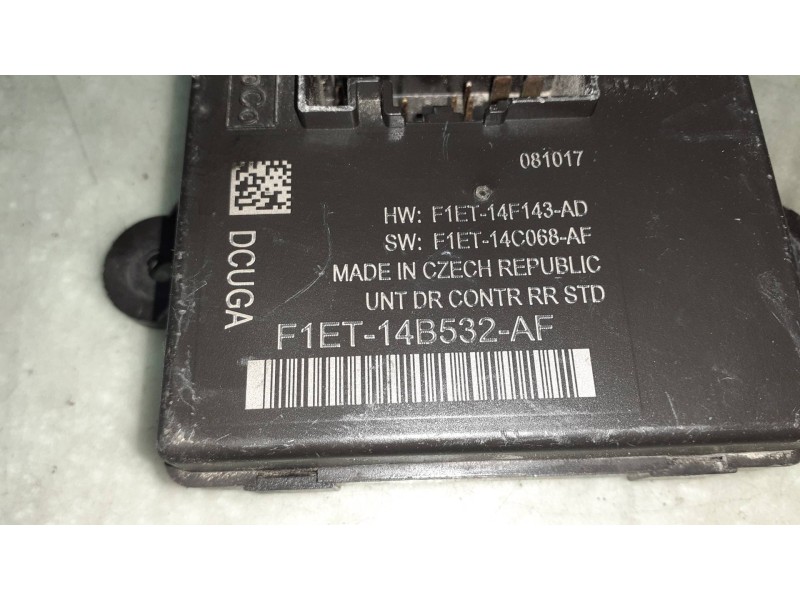 081017
HW: F1ET-14F143-AD
SW: F1ET-14C068-AF
MADE IN CZECH REPUBLIC
UNT DR CONTR RR STD
DCUGA
F1ET-14B532-AF